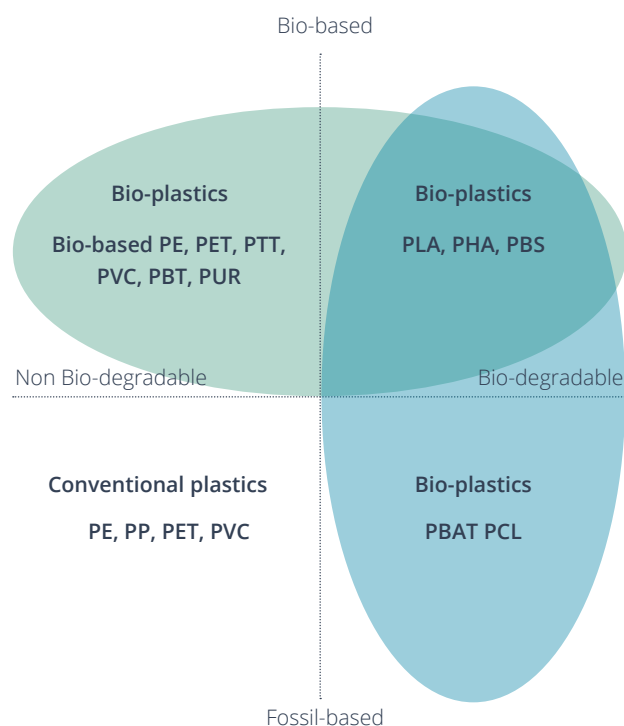 Bio-based
Bio-plastics
Bio-based PE, PET, PTT,
PVC, PBT, PUR
Bio-plastics
PLA, PHA, PBS
Non Bio-degradable
Bio-degradable
Conventional plastics
PE, PP, PET, PVC
Bio-plastics
PBAT PCL
Fossil-based